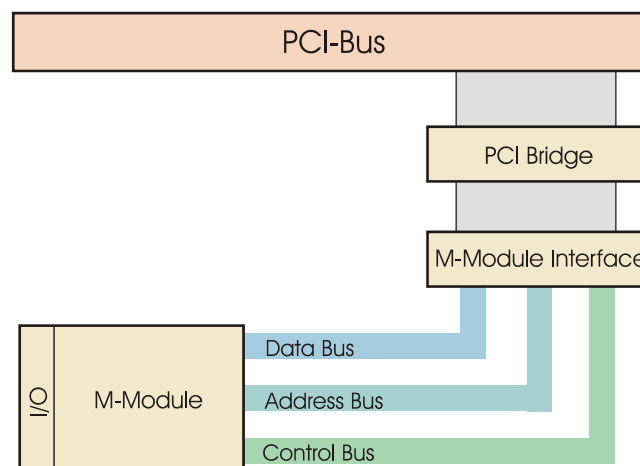 PCI-Bus
PCI Bridge
M-Module Interface
Data Bus
I/O
M-Module
Address Bus
Control Bus